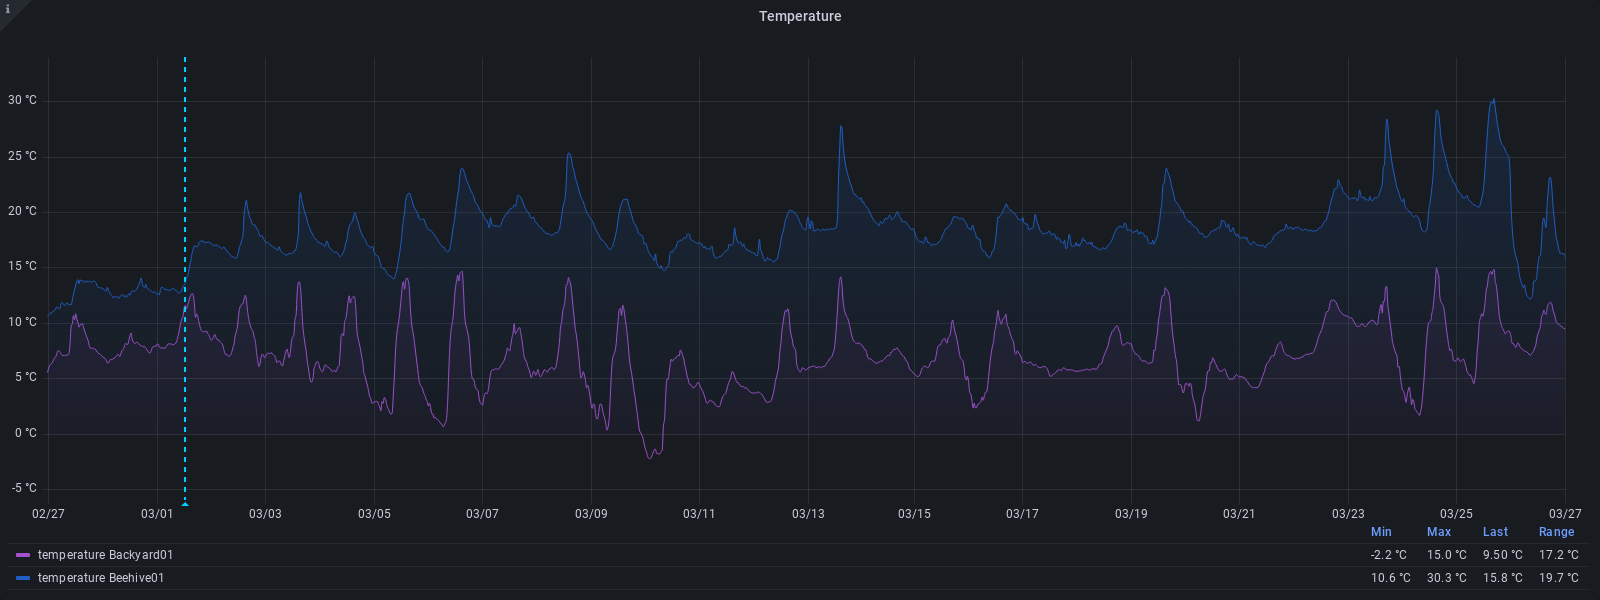 i
Temperature
30 °C
25 °C
20 °C
15 °C
10 °C
5 °C
0 °C
-5 °C
02/27 03/01 03/03 03/05 03/07 03/09 03/11 03/13 03/15 03/17 03/19 03/21 03/23 03/25 03/27
Min Max Last Range
temperature Backyard01 -2.2 °C 15.0 °C 9.50 °C 17.2 °C
temperature Beehive01 10.6 °C 30.3 °C 15.8 °C 19.7 °C